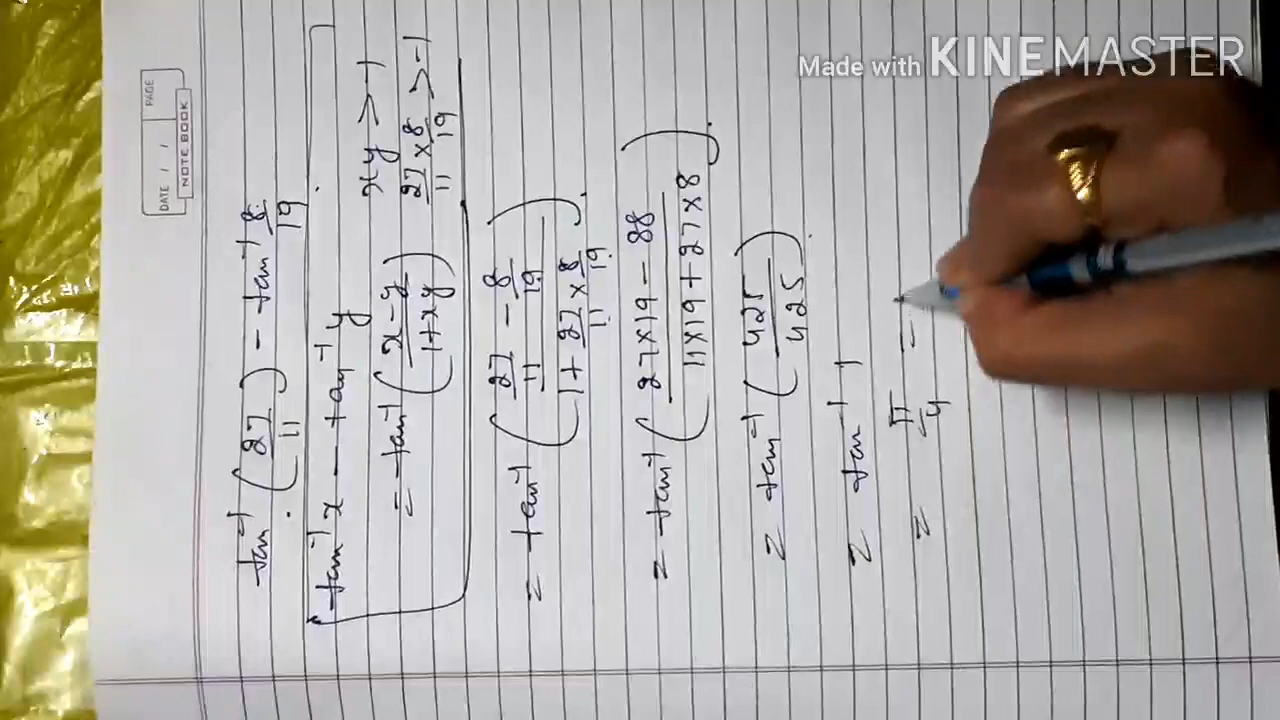 Made with KINEMASTER
DATE / /
PAGE
NOTE BOOK
tan⁻¹(27/11) - tan⁻¹ 8/19
tan⁻¹x - tan⁻¹y
= tan⁻¹((x-y)/(1+xy)) xy > -1
27/11 × 8/19 > -1
= tan⁻¹((27/11 - 8/19)/(1 + 27/11 × 8/19))
= tan⁻¹((27×19 - 88)/(11×19 + 27×8))
= tan⁻¹(425/425)
= tan⁻¹ 1
= π/4 =